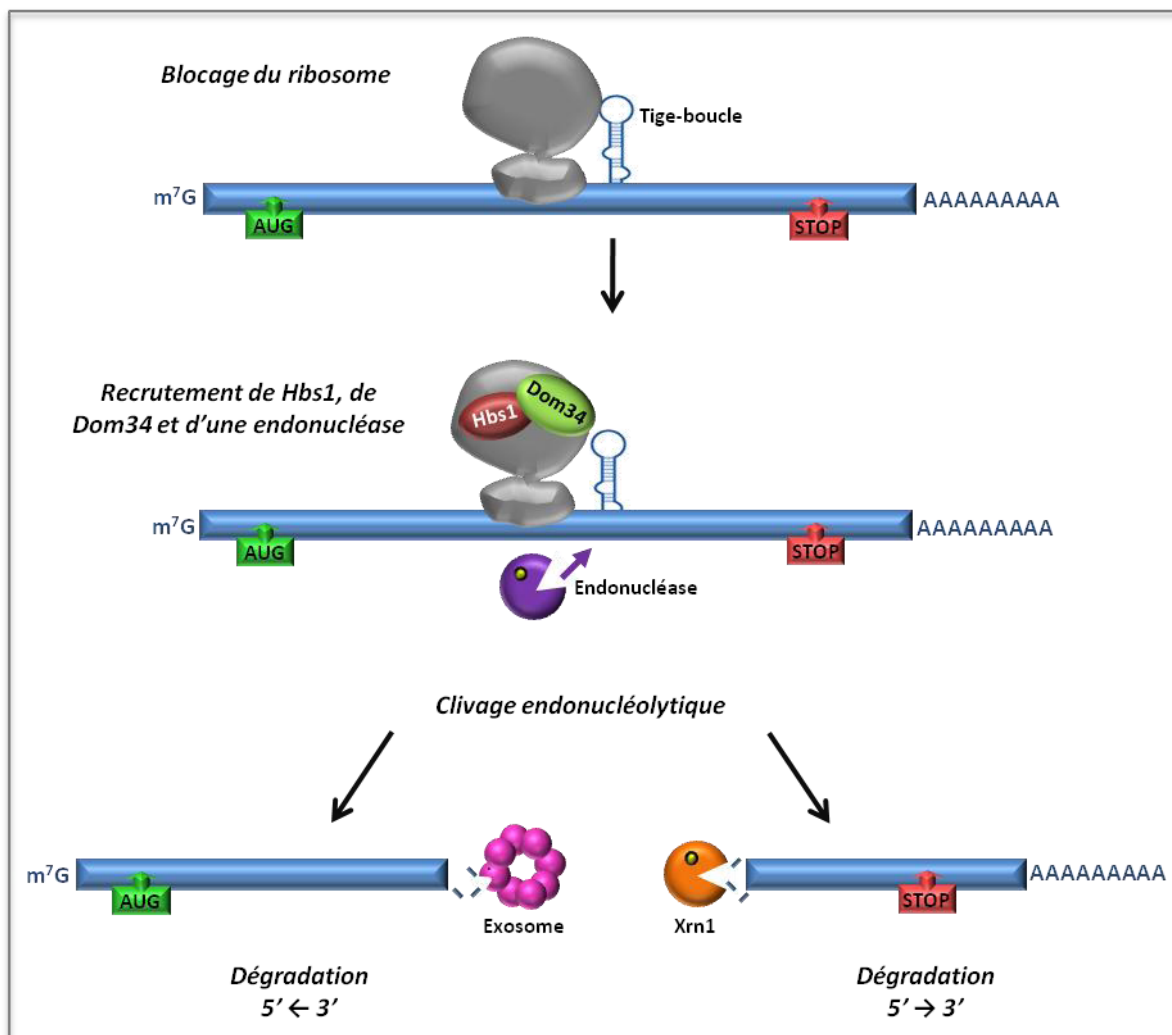 Blocage du ribosome
Tige-boucle
m⁷G
AAAAAAAAA
AUG
STOP
Recrutement de Hbs1, de
Dom34 et d’une endonucléase
Hbs1
Dom34
m⁷G
AAAAAAAAA
AUG
STOP
Endonucléase
Clivage endonucléolytique
m⁷G
AAAAAAAAA
AUG
STOP
Exosome
Xrn1
Dégradation
5’ ← 3’
Dégradation
5’ → 3’